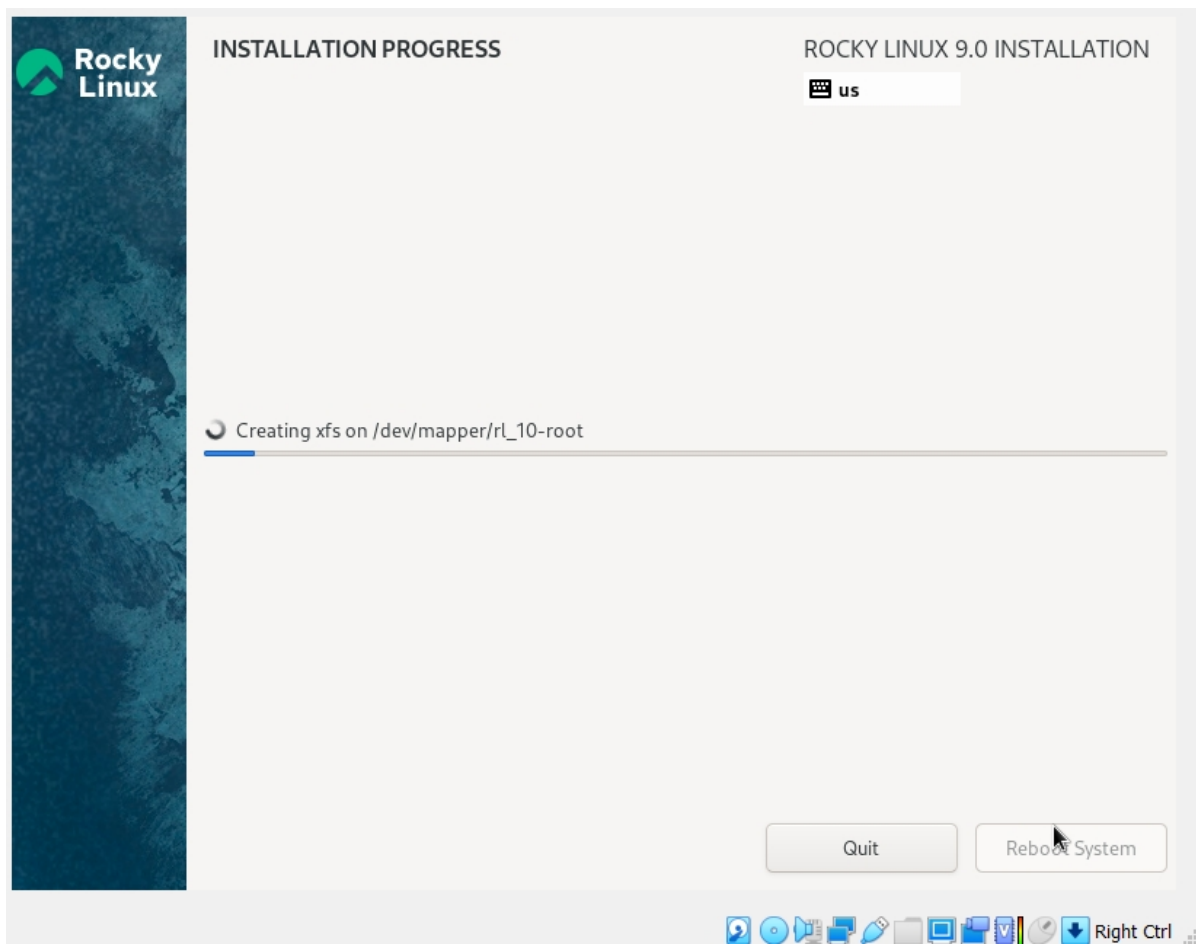 Rocky
Linux
INSTALLATION PROGRESS
ROCKY LINUX 9.0 INSTALLATION
us
Creating xfs on /dev/mapper/rl_10-root
Quit
Reboot System
V
Right Ctrl